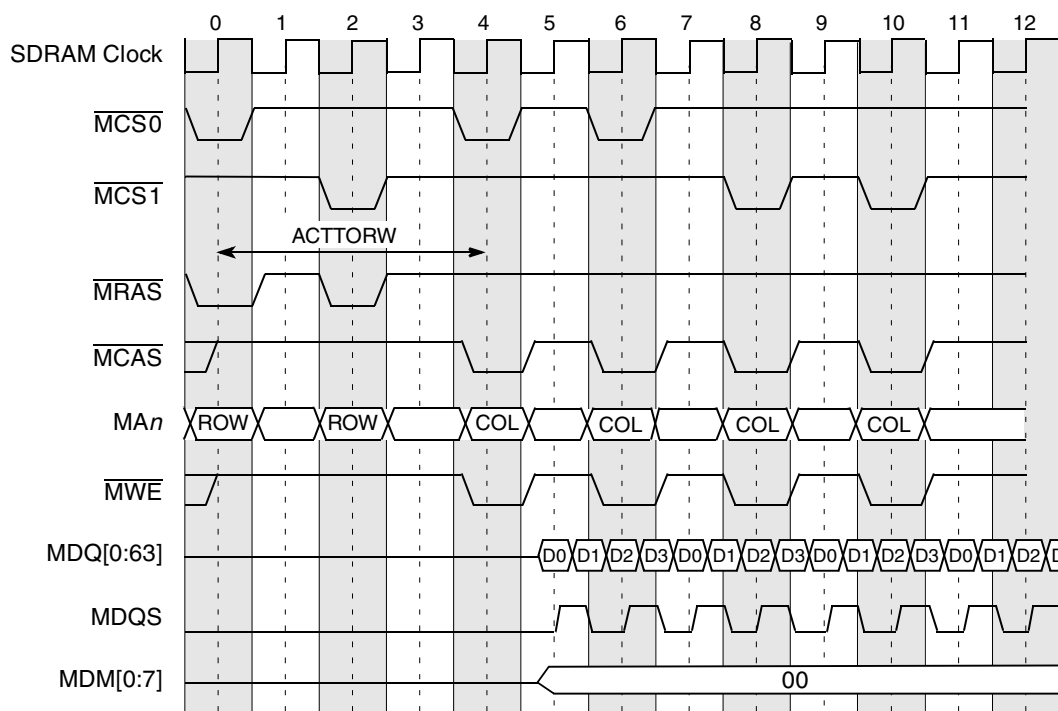 0 1 2 3 4 5 6 7 8 9 10 11 12
SDRAM Clock
MCS0
MCS1
ACTTORW
MRAS
MCAS
MAn ROW ROW COL COL COL COL
MWE
MDQ[0:63] D0 D1 D2 D3 D0 D1 D2 D3 D0 D1 D2 D3 D0 D1 D2 D
MDQS
MDM[0:7] 00